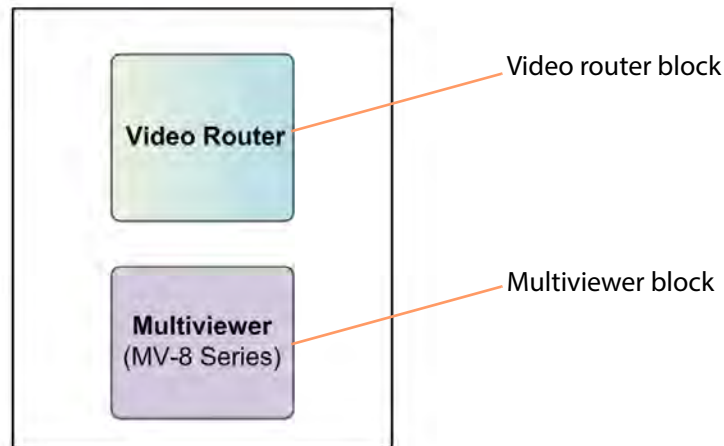 Video router block
Video Router
Multiviewer block
Multiviewer
(MV-8 Series)